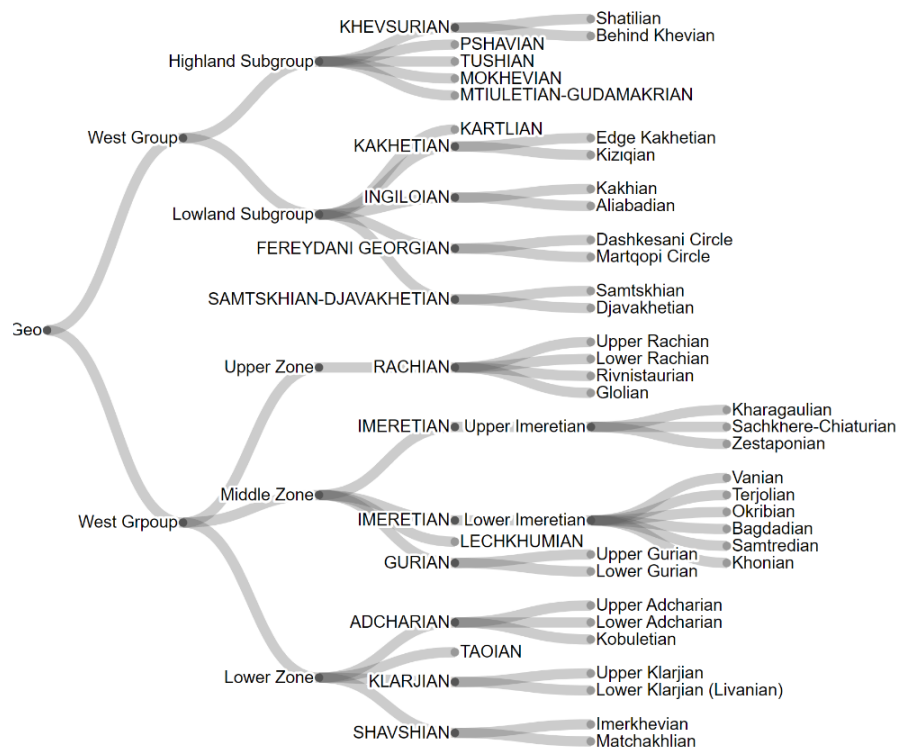 KHEVSURIAN
Shatilian
Behind Khevian
PSHAVIAN
Highland Subgroup
TUSHIAN
MOKHEVIAN
MTIULETIAN-GUDAMAKRIAN
West Group
KARTLIAN
KAKHETIAN
Edge Kakhetian
Kiziqian
INGILOIAN
Kakhian
Aliabadian
Lowland Subgroup
FEREYDANI GEORGIAN
Dashkesani Circle
Martqopi Circle
SAMTSKHIAN-DJAVAKHETIAN
Samtskhian
Djavakhetian
Geo
Upper Zone
RACHIAN
Upper Rachian
Lower Rachian
Rivnistaurian
Glolian
IMERETIAN
Upper Imeretian
Kharagaulian
Sachkhere-Chiaturian
Zestaponian
Middle Zone
West Grpoup
IMERETIAN
Lower Imeretian
Vanian
Terjolian
Okribian
Bagdadian
Samtredian
Khonian
LECHKHUMIAN
GURIAN
Upper Gurian
Lower Gurian
ADCHARIAN
Upper Adcharian
Lower Adcharian
Kobuletian
TAOIAN
Lower Zone
KLARJIAN
Upper Klarjian
Lower Klarjian (Livanian)
SHAVSHIAN
Imerkhevian
Matchakhlian